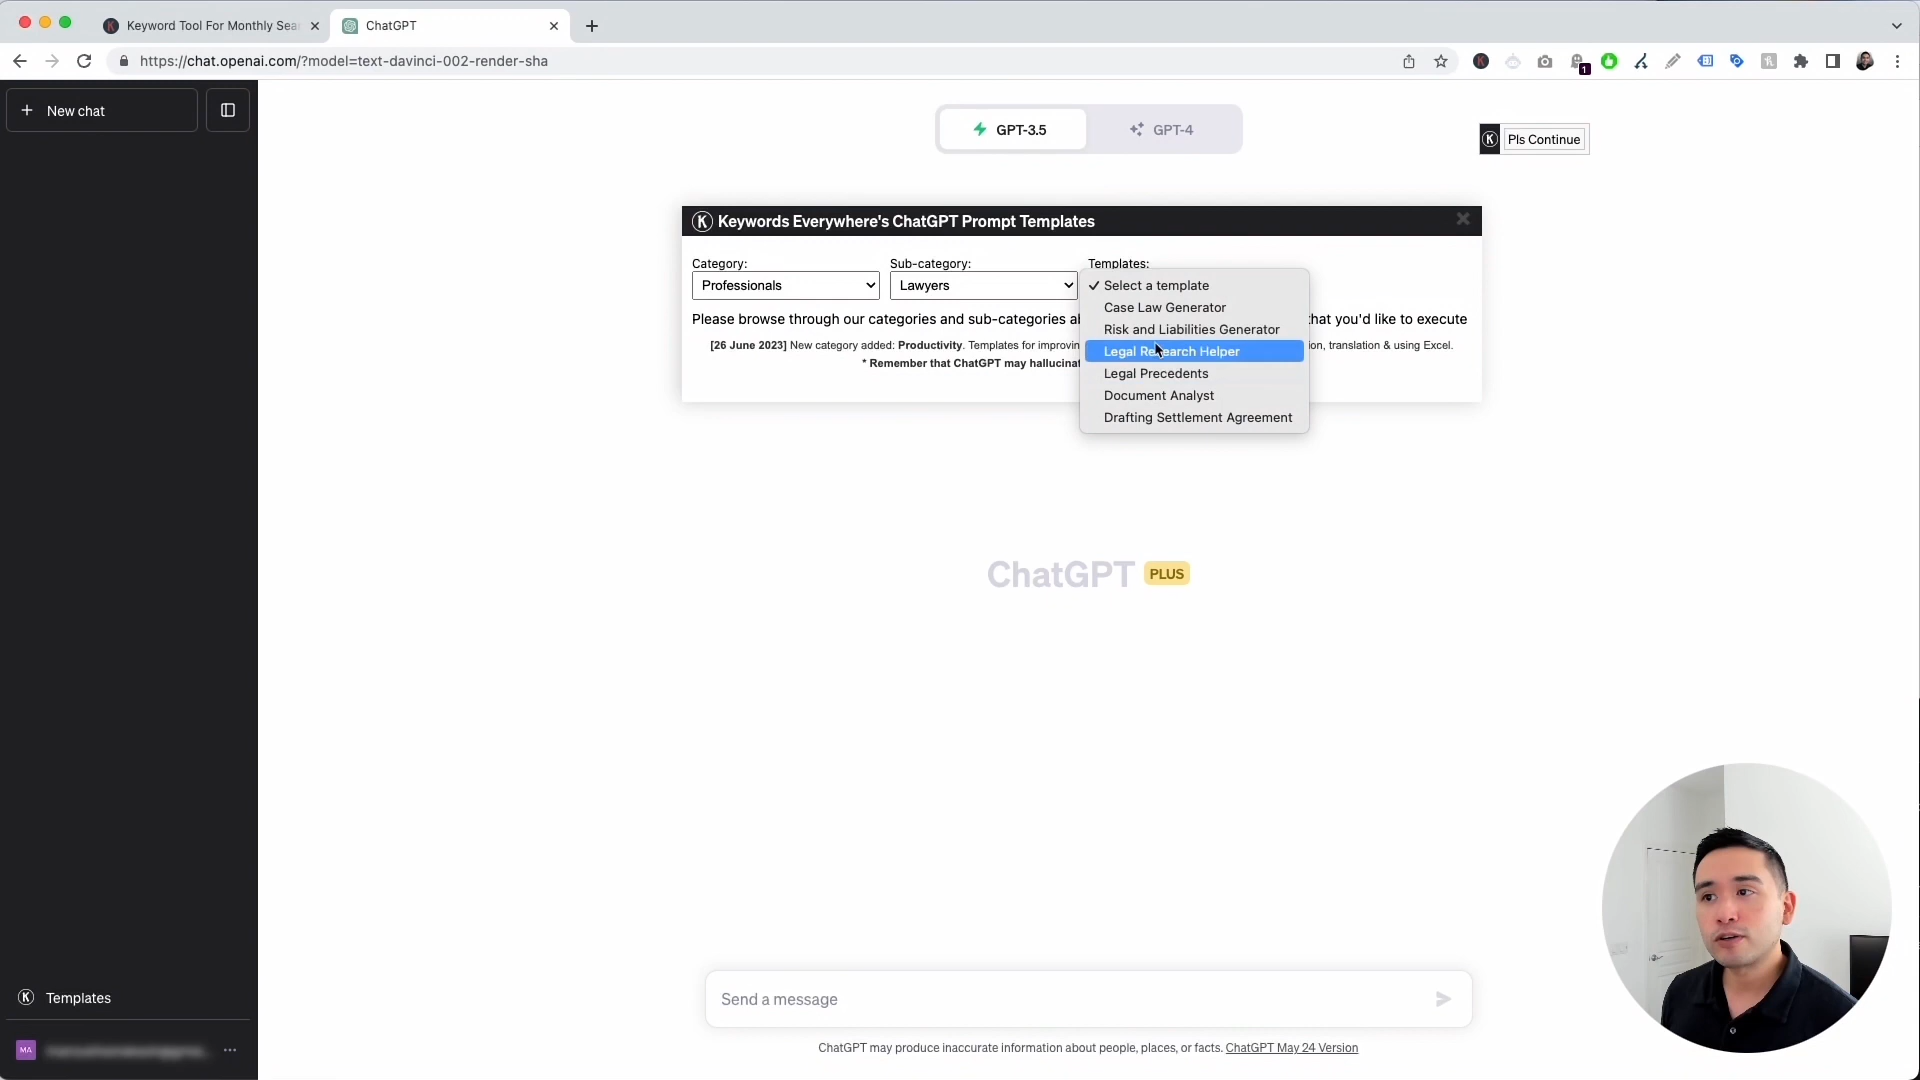 Keyword Tool For Monthly Sea
ChatGPT
https://chat.openai.com/?model=text-davinci-002-render-sha
1
New chat
GPT-3.5
GPT-4
K Pls Continue
K Keywords Everywhere's ChatGPT Prompt Templates
Category:
Sub-category:
Templates:
Professionals
Lawyers
✓ Select a template
Case Law Generator
Risk and Liabilities Generator
Legal Research Helper
Legal Precedents
Document Analyst
Drafting Settlement Agreement
Please browse through our categories and sub-categories that you'd like to execute
[26 June 2023] New category added: Productivity. Templates for translation & using Excel.
* Remember that ChatGPT may
ChatGPT PLUS
Send a message
ChatGPT may produce inaccurate information about people, places, or facts. ChatGPT May 24 Version
K Templates
MA